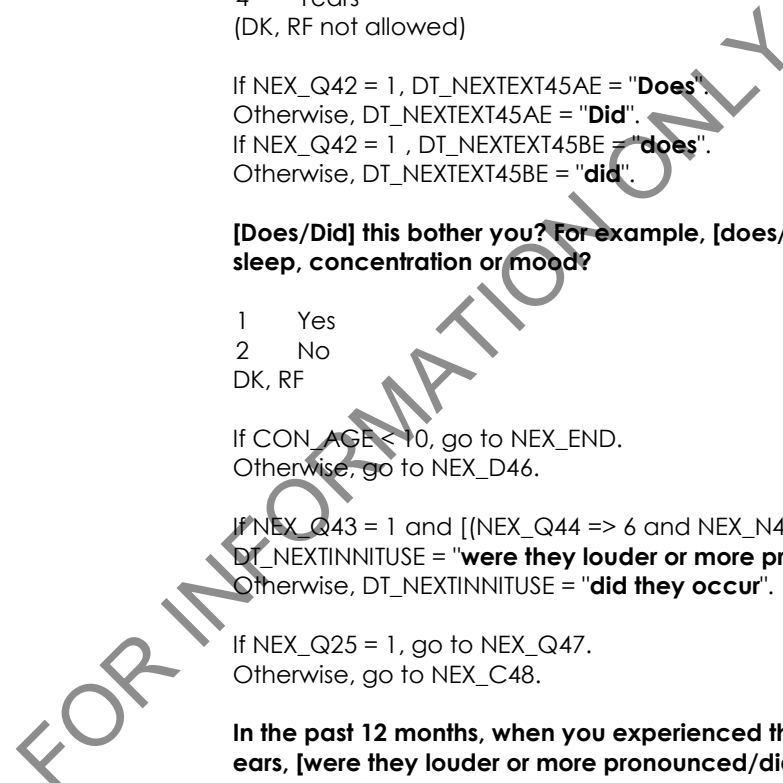 4 Years
(DK, RF not allowed)
If NEX_Q42 = 1, DT_NEXTEXT45AE = "Does".
Otherwise, DT_NEXTEXT45AE = "Did".
If NEX_Q42 = 1 , DT_NEXTEXT45BE = "does".
Otherwise, DT_NEXTEXT45BE = "did".
[Does/Did] this bother you? For example, [does/
sleep, concentration or mood?
1 Yes
2 No
DK, RF
If CON_AGE < 10, go to NEX_END.
Otherwise, go to NEX_D46.
If NEX_Q43 = 1 and [(NEX_Q44 => 6 and NEX_N4
DT_NEXTINNITUSE = "were they louder or more pr
Otherwise, DT_NEXTINNITUSE = "did they occur".
If NEX_Q25 = 1, go to NEX_Q47.
Otherwise, go to NEX_C48.
In the past 12 months, when you experienced th
ears, [were they louder or more pronounced/di
FOR INFORMATION ONLY